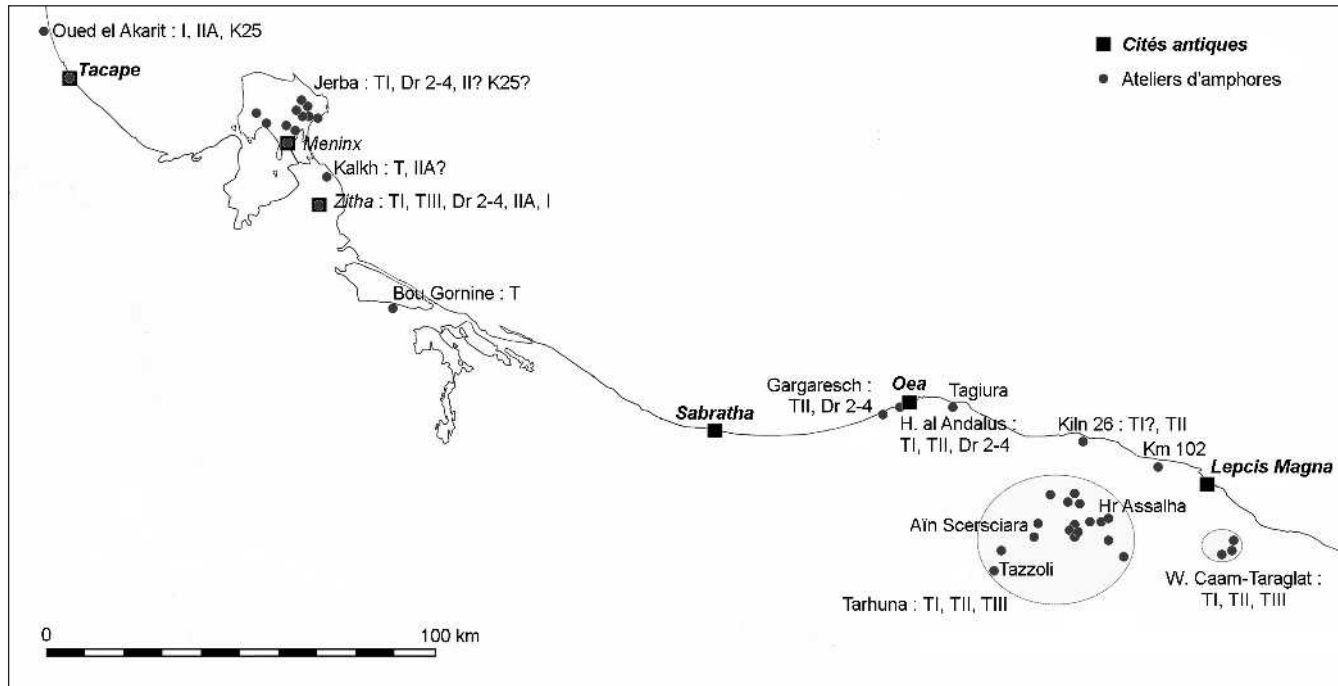 Oued el Akarit : I, IIA, K25
Tacape
Cités antiques
Ateliers d'amphores
Jerba : TI, Dr 2-4, II? K25?
Meninx
Kalkh : T, IIA?
Zitha : TI, TIII, Dr 2-4, IIA, I
Bou Gornine : T
Sabratha
Gargaresch :
TII, Dr 2-4
Oea
Tagiura
H. al Andalus :
TI, TII, Dr 2-4
Kiln 26 : TI?, TII
Km 102
Lepcis Magna
Hr Assalha
Aïn Scersciara
Tazzoli
Tarhuna : TI, TII, TIII
W. Caam-Taraglat :
TI, TII, TIII
0
100 km